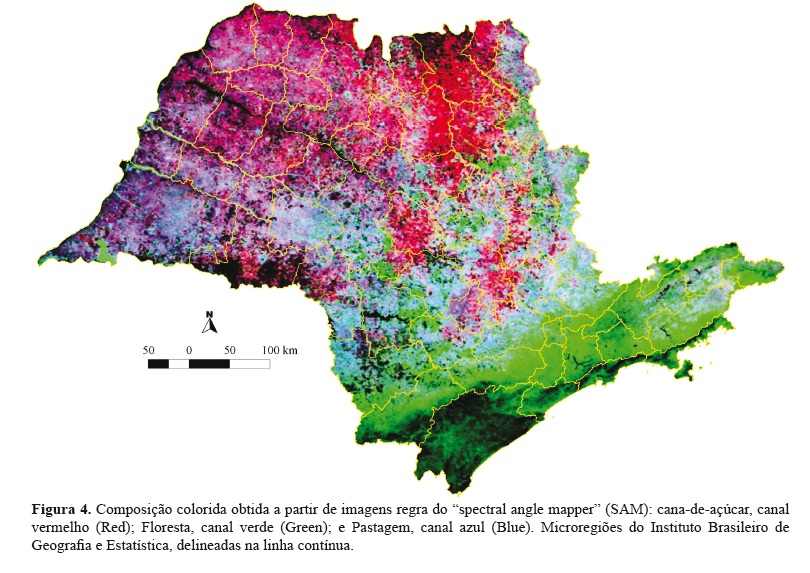 N
50 0 50 100 km
Figura 4. Composição colorida obtida a partir de imagens regra do “spectral angle mapper” (SAM): cana-de-açúcar, canal
vermelho (Red); Floresta, canal verde (Green); e Pastagem, canal azul (Blue). Microregiões do Instituto Brasileiro de
Geografia e Estatística, delineadas na linha contínua.